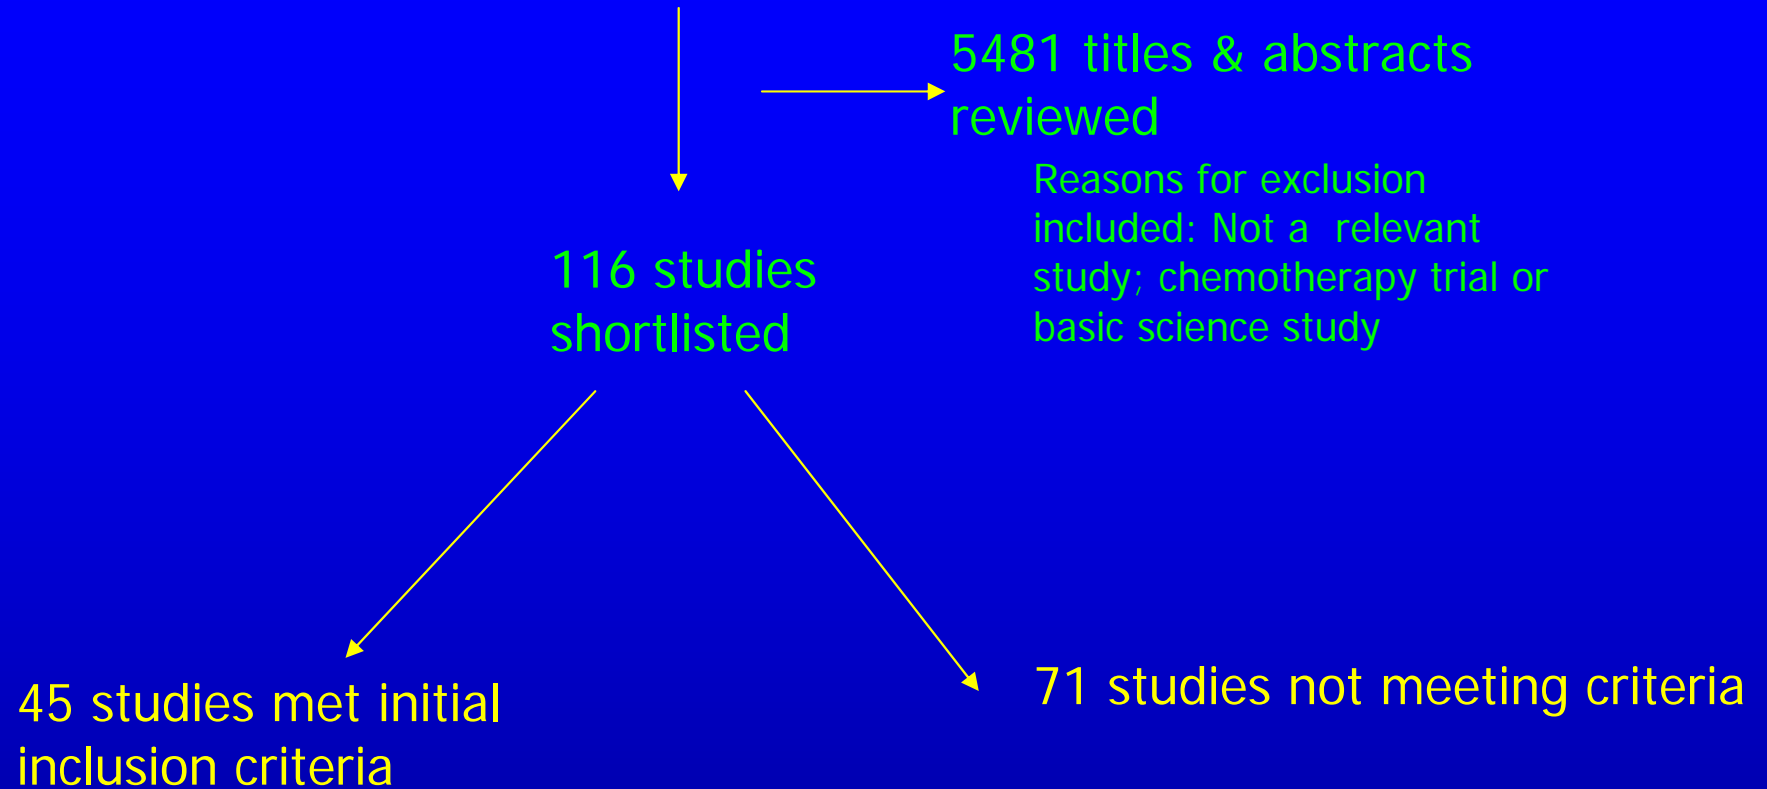 5481 titles & abstracts
reviewed
Reasons for exclusion
included: Not a  relevant
study; chemotherapy trial or
basic science study
116 studies
shortlisted
45 studies met initial
inclusion criteria
71 studies not meeting criteria